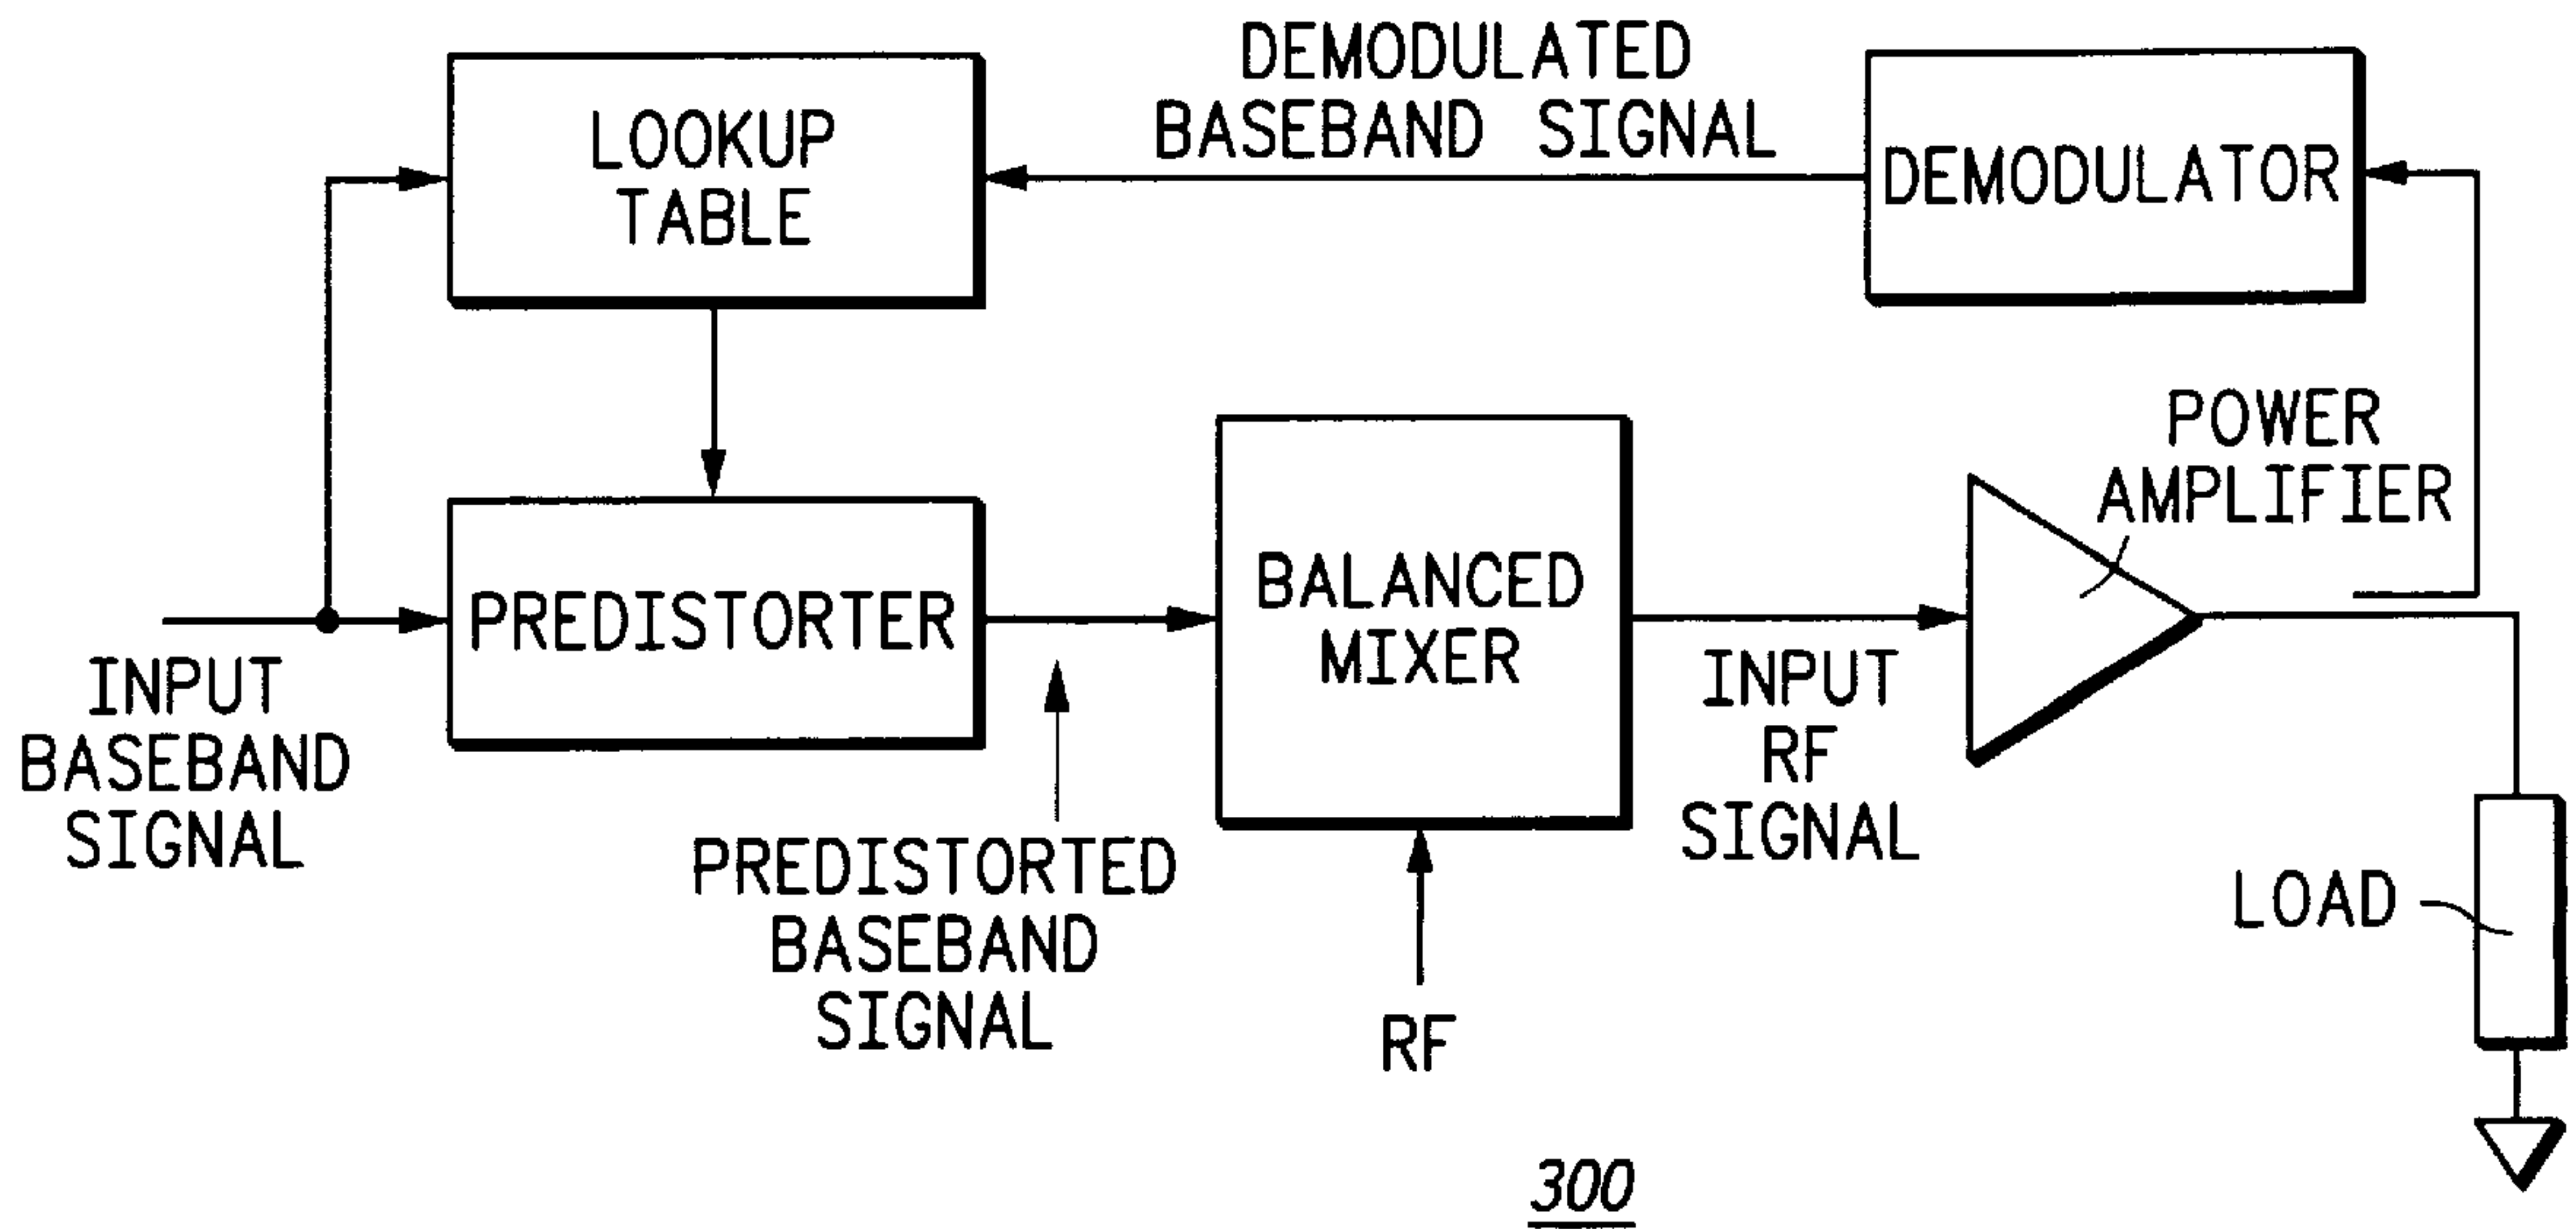 DEMODULATED
BASEBAND SIGNAL
LOOKUP
TABLE
DEMODULATOR
POWER
AMPLIFIER
PREDISTORTER
BALANCED
MIXER
INPUT
BASEBAND
SIGNAL
INPUT
RF
SIGNAL
PREDISTORTED
BASEBAND
SIGNAL
LOAD
RF
300